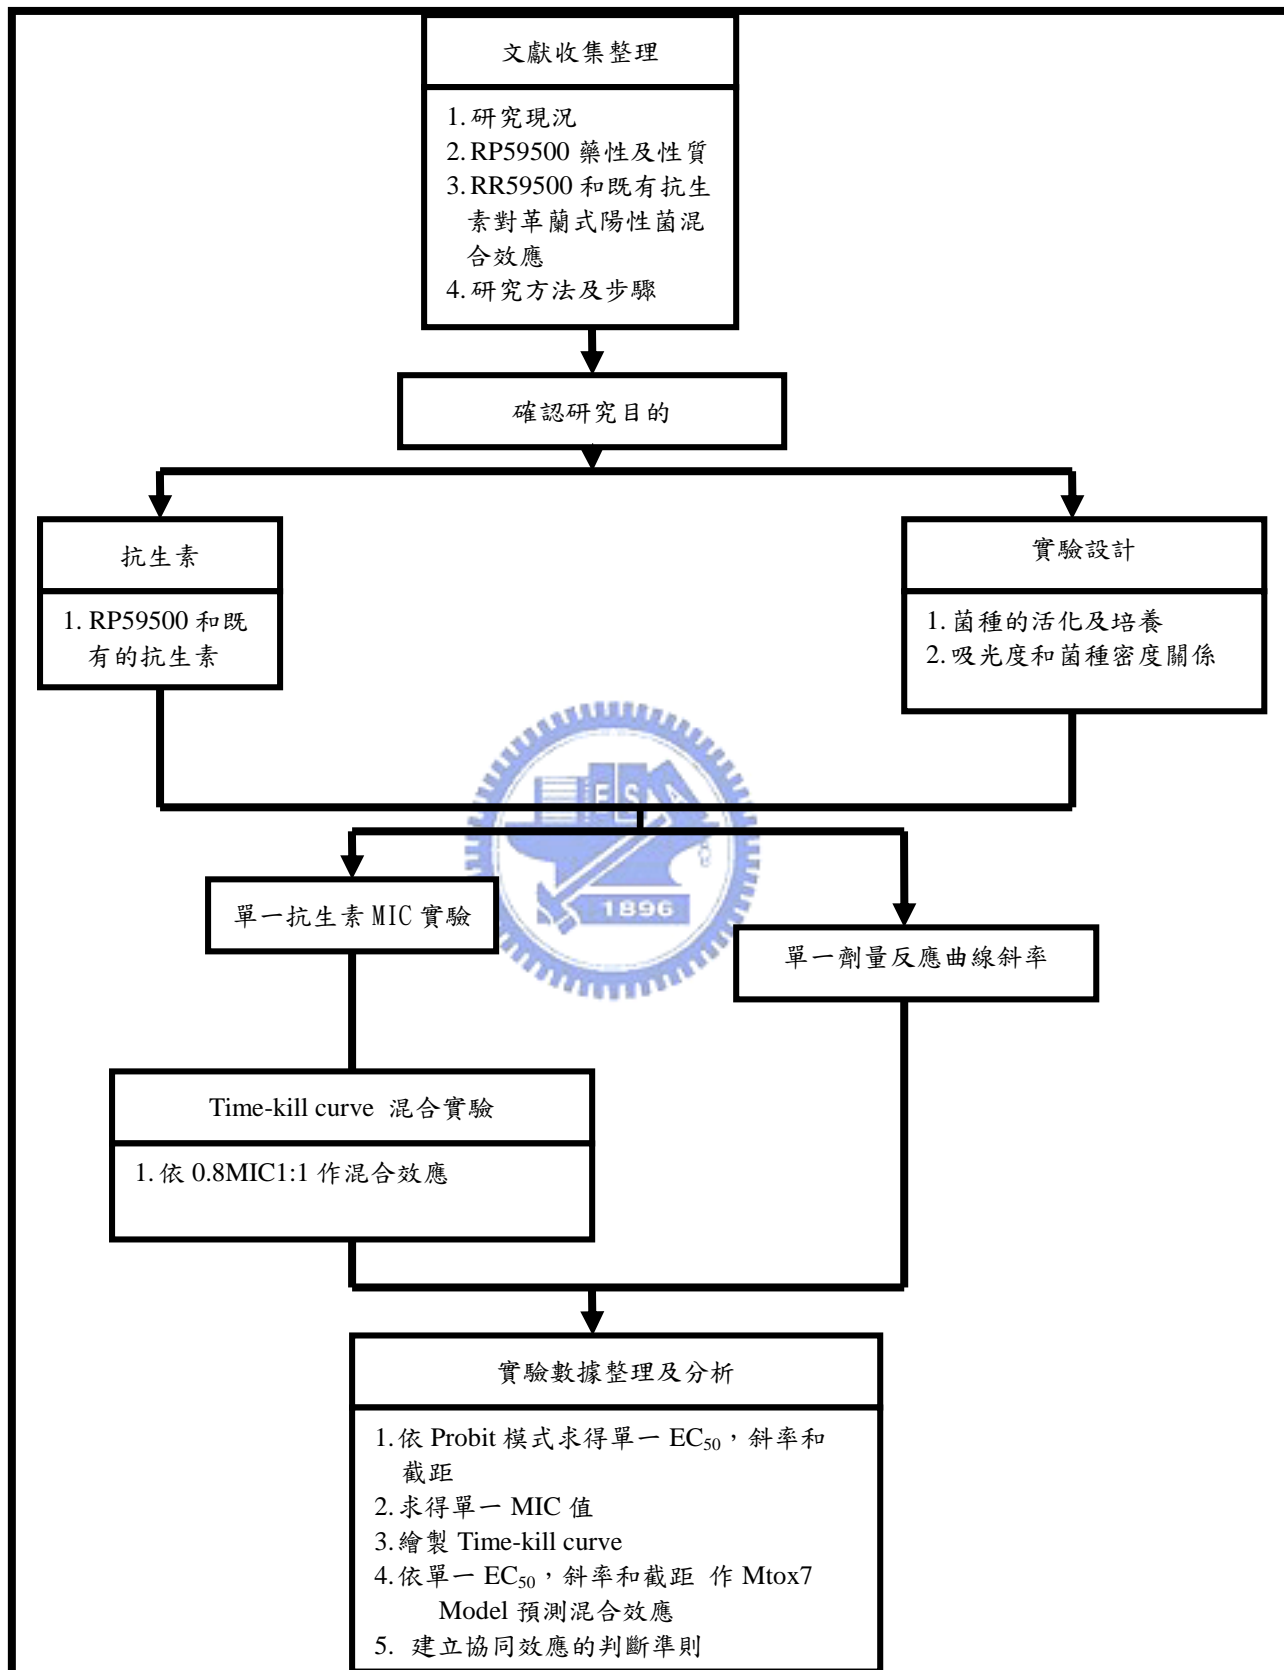 文獻收集整理
1. 研究現況
2. RP59500 藥性及性質
3. RR59500 和既有抗生
素對革蘭式陽性菌混
合效應
4. 研究方法及步驟
確認研究目的
抗生素
1. RP59500 和既
有的抗生素
實驗設計
1. 菌種的活化及培養
2. 吸光度和菌種密度關係
E S
1896
單一抗生素 MIC 實驗
單一劑量反應曲線斜率
Time-kill curve 混合實驗
1. 依 0.8MIC1:1 作混合效應
實驗數據整理及分析
1. 依 Probit 模式求得單一 EC₅₀，斜率和
截距
2. 求得單一 MIC 值
3. 繪製 Time-kill curve
4. 依單一 EC₅₀，斜率和截距 作 Mtox7
Model 預測混合效應
5. 建立協同效應的判斷準則